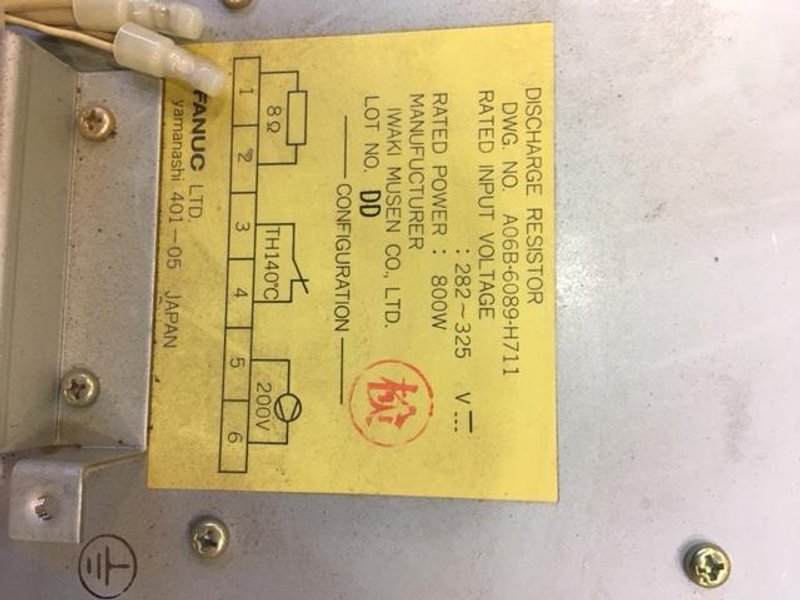 DISCHARGE RESISTOR
DWG. NO. A06B-6089-H711
RATED INPUT VOLTAGE
: 282~325 V
RATED POWER : 800W
MANUFUCTURER
IWAKI MUSEN CO., LTD.
LOT NO. DD
CONFIGURATION
8Ω TH140℃ 200V
1 2 3 4 5 6
FANUC LTD.
yamanashi 401-05 JAPAN